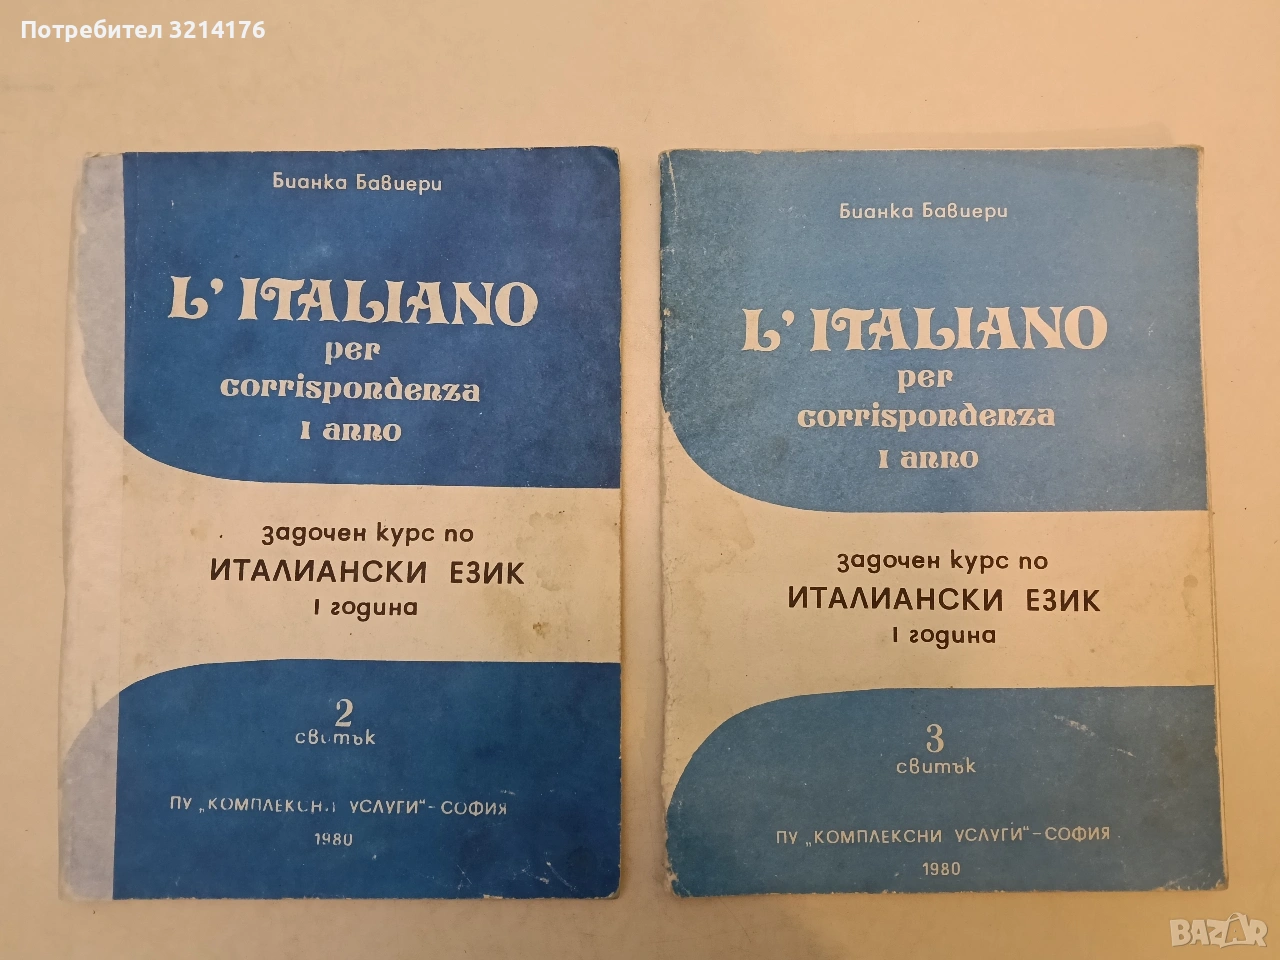 Потребител 3214176
Бианка Бавиери
L' ITALIANO
per
corrispondenza
I anno
задочен курс по
ИТАЛИАНСКИ ЕЗИК
I година
2
свитък
ПУ „КОМПЛЕКСНИ УСЛУГИ“ - СОФИЯ
1980
Бианка Бавиери
L' ITALIANO
per
corrispondenza
I anno
задочен курс по
ИТАЛИАНСКИ ЕЗИК
I година
3
свитък
ПУ „КОМПЛЕКСНИ УСЛУГИ“ - СОФИЯ
1980
BAZAR